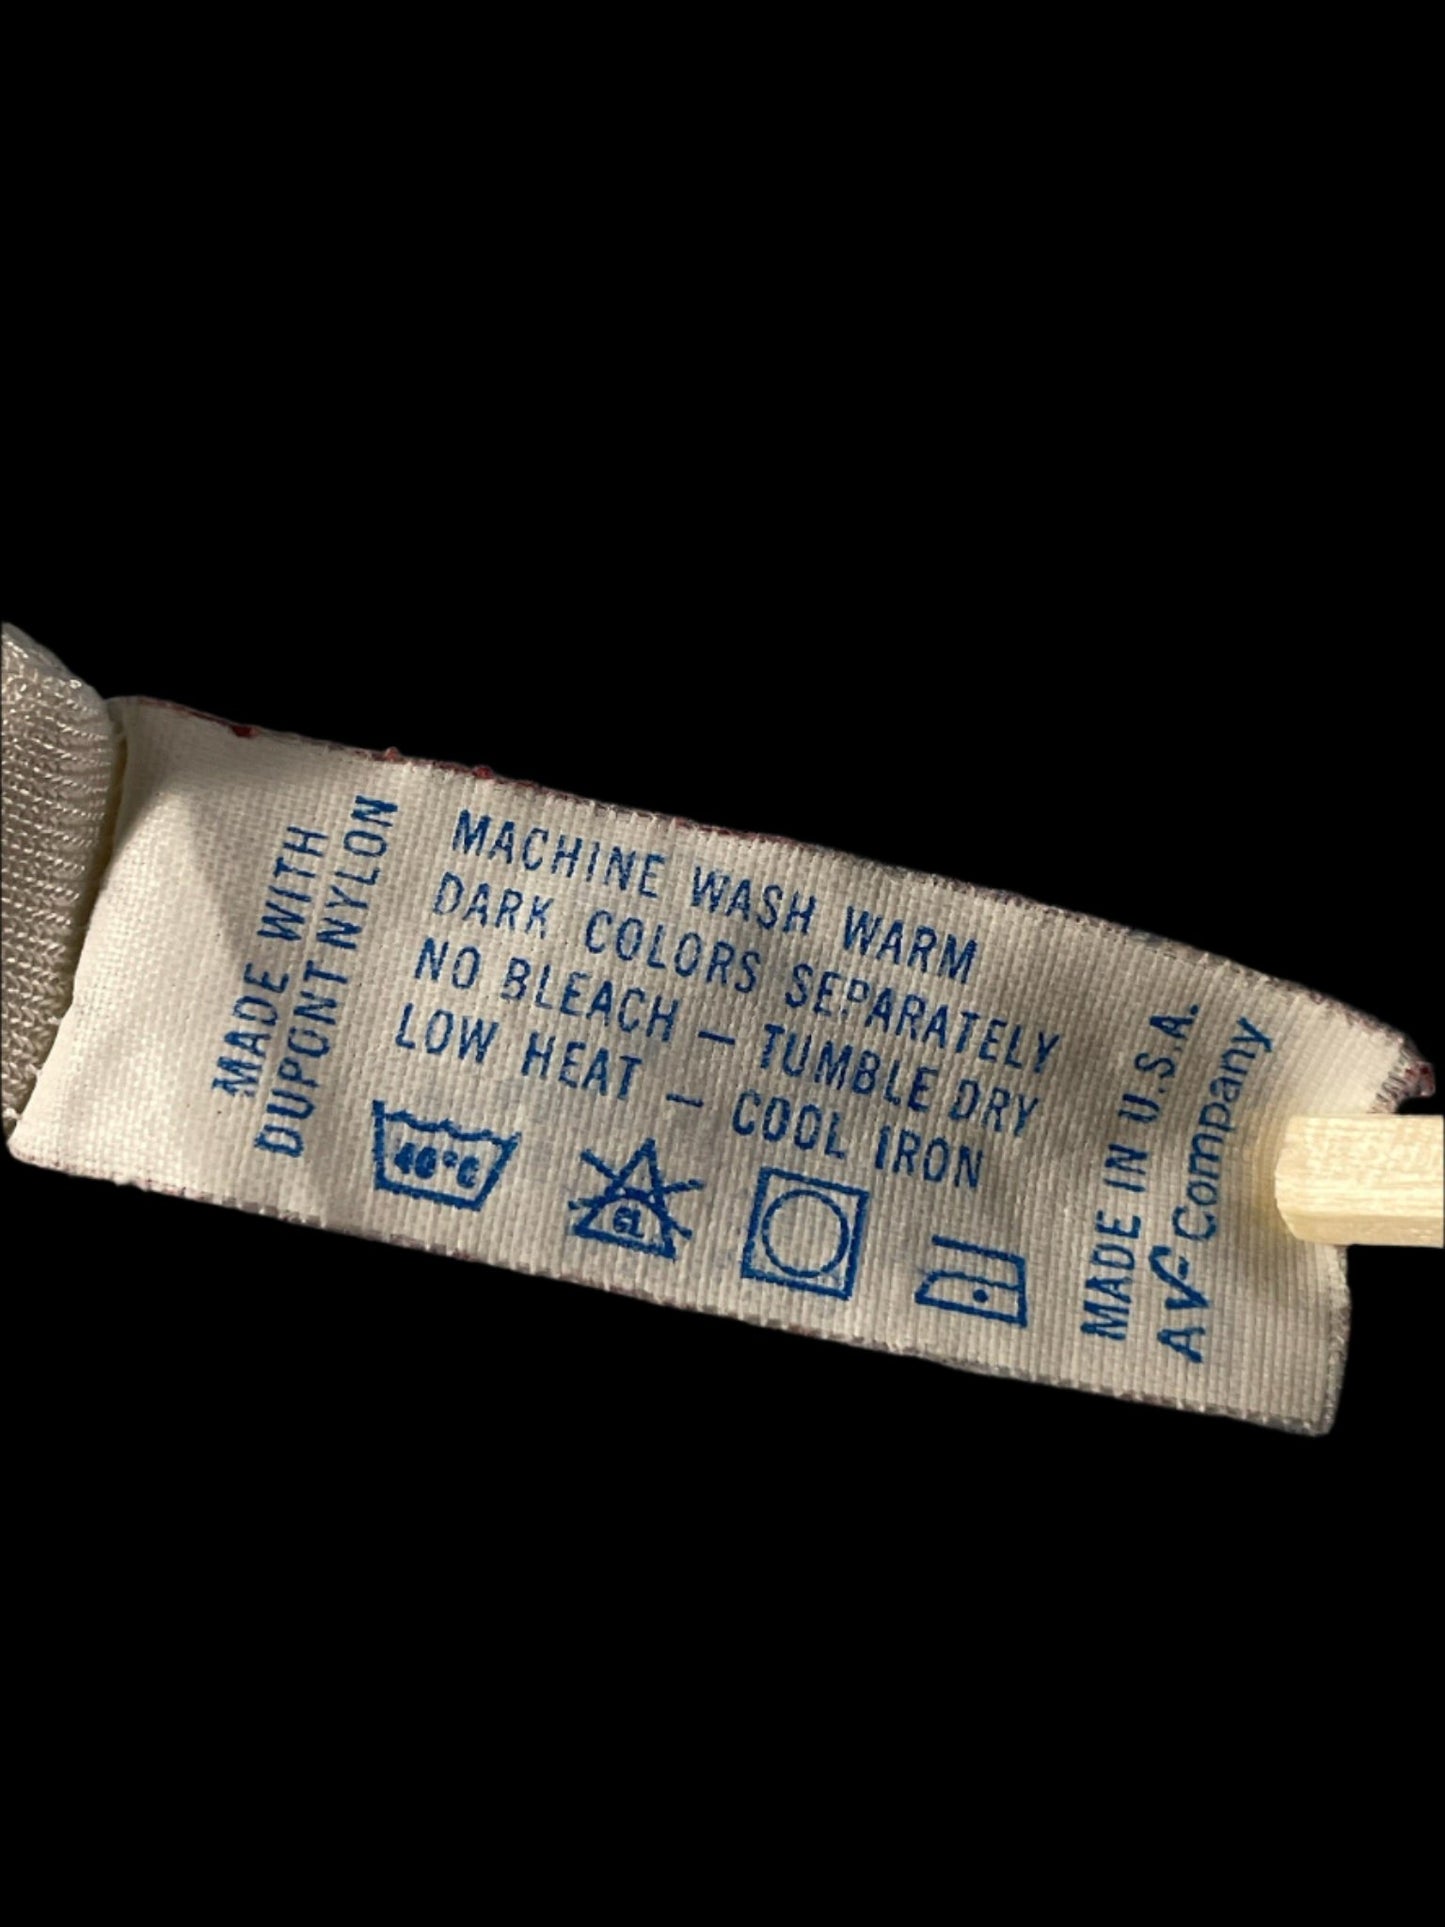 MADE WITH
DUPONT NYLON
MACHINE WASH WARM
DARK COLORS SEPARATELY
NO BLEACH — TUMBLE DRY
LOW HEAT — COOL IRON
40°C
CL
MADE IN U.S.A.
A VF Company